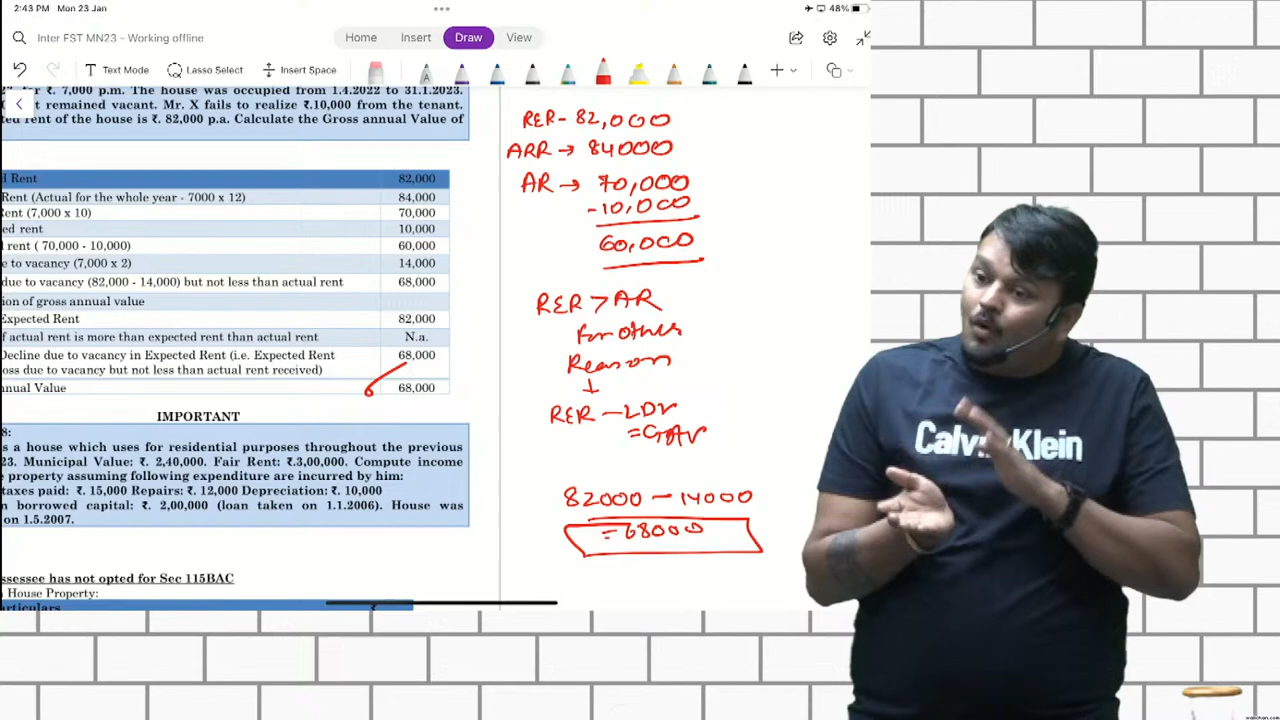 2:43 PM Mon 23 Jan
48%
Inter FST MN23 - Working offline
Home Insert Draw View
Text Mode
Lasso Select
Insert Space
for ₹. 7,000 p.m. The house was occupied from 1.4.2022 to 31.1.2023.
t remained vacant. Mr. X fails to realize ₹.10,000 from the tenant.
ted rent of the house is ₹. 82,000 p.a. Calculate the Gross annual Value of
d Rent 82,000
Rent (Actual for the whole year - 7000 x 12) 84,000
Rent (7,000 x 10) 70,000
ed rent 10,000
d rent ( 70,000 - 10,000) 60,000
e to vacancy (7,000 x 2) 14,000
due to vacancy (82,000 - 14,000) but not less than actual rent 68,000
ion of gross annual value
Expected Rent 82,000
if actual rent is more than expected rent than actual rent N.a.
Decline due to vacancy in Expected Rent (i.e. Expected Rent 68,000
oss due to vacancy but not less than actual rent received)
nnual Value 68,000
IMPORTANT
8:
is a house which uses for residential purposes throughout the previous
23. Municipal Value: ₹. 2,40,000. Fair Rent: ₹.3,00,000. Compute income
e property assuming following expenditure are incurred by him:
taxes paid: ₹. 15,000 Repairs: ₹. 12,000 Depreciation: ₹. 10,000
n borrowed capital: ₹. 2,00,000 (loan taken on 1.1.2006). House was
on 1.5.2007.
ssessee has not opted for Sec 115BAC
n House Property:
articulars ₹
RER- 82,000
ARR → 84000
AR → 70,000
-10,000
60,000
RER > AR
for other
Reason
↓
RER - LDV
= GAV
82000 - 14000
= 68000
Calvin Klein